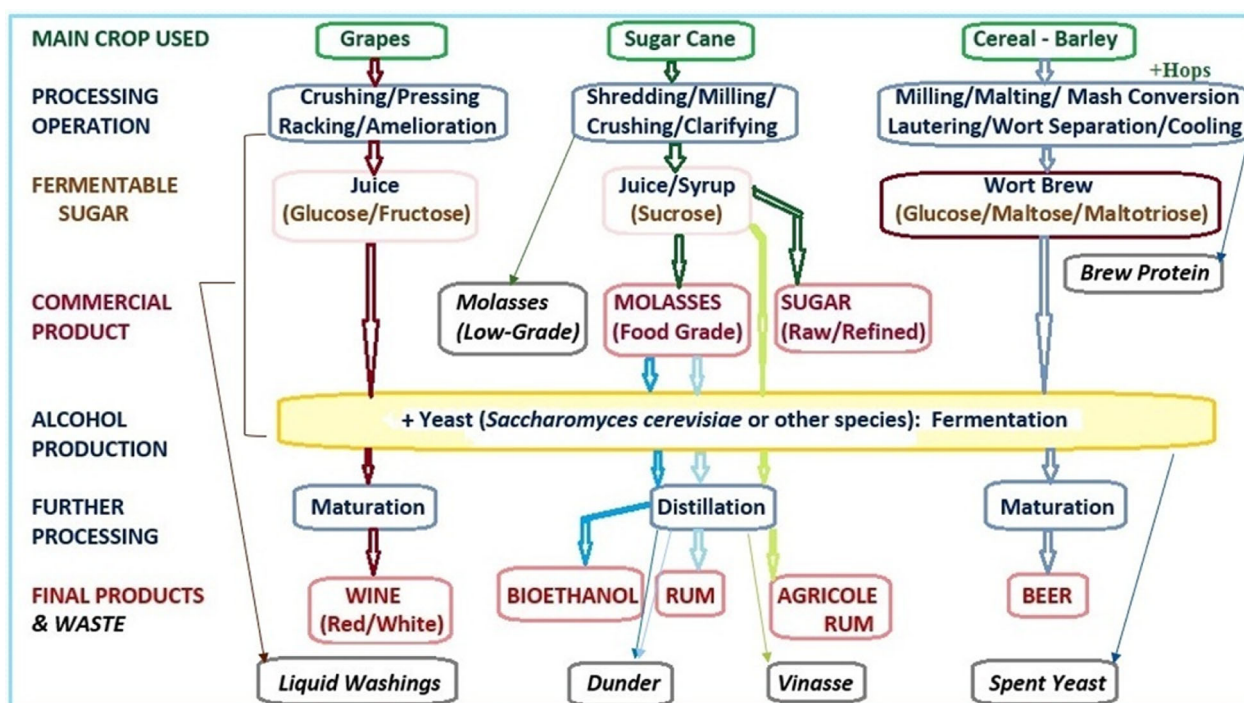 MAIN CROP USED
Grapes
Sugar Cane
Cereal - Barley
+Hops
PROCESSING
OPERATION
Crushing/Pressing
Racking/Amelioration
Shredding/Milling/
Crushing/Clarifying
Milling/Malting/ Mash Conversion
Lautering/Wort Separation/Cooling
FERMENTABLE
SUGAR
Juice
(Glucose/Fructose)
Juice/Syrup
(Sucrose)
Wort Brew
(Glucose/Maltose/Maltotriose)
Brew Protein
COMMERCIAL
PRODUCT
Molasses
(Low-Grade)
MOLASSES
(Food Grade)
SUGAR
(Raw/Refined)
ALCOHOL
PRODUCTION
+ Yeast (Saccharomyces cerevisiae or other species): Fermentation
FURTHER
PROCESSING
Maturation
Distillation
Maturation
FINAL PRODUCTS
& WASTE
WINE
(Red/White)
BIOETHANOL
RUM
AGRICOLE
RUM
BEER
Liquid Washings
Dunder
Vinasse
Spent Yeast